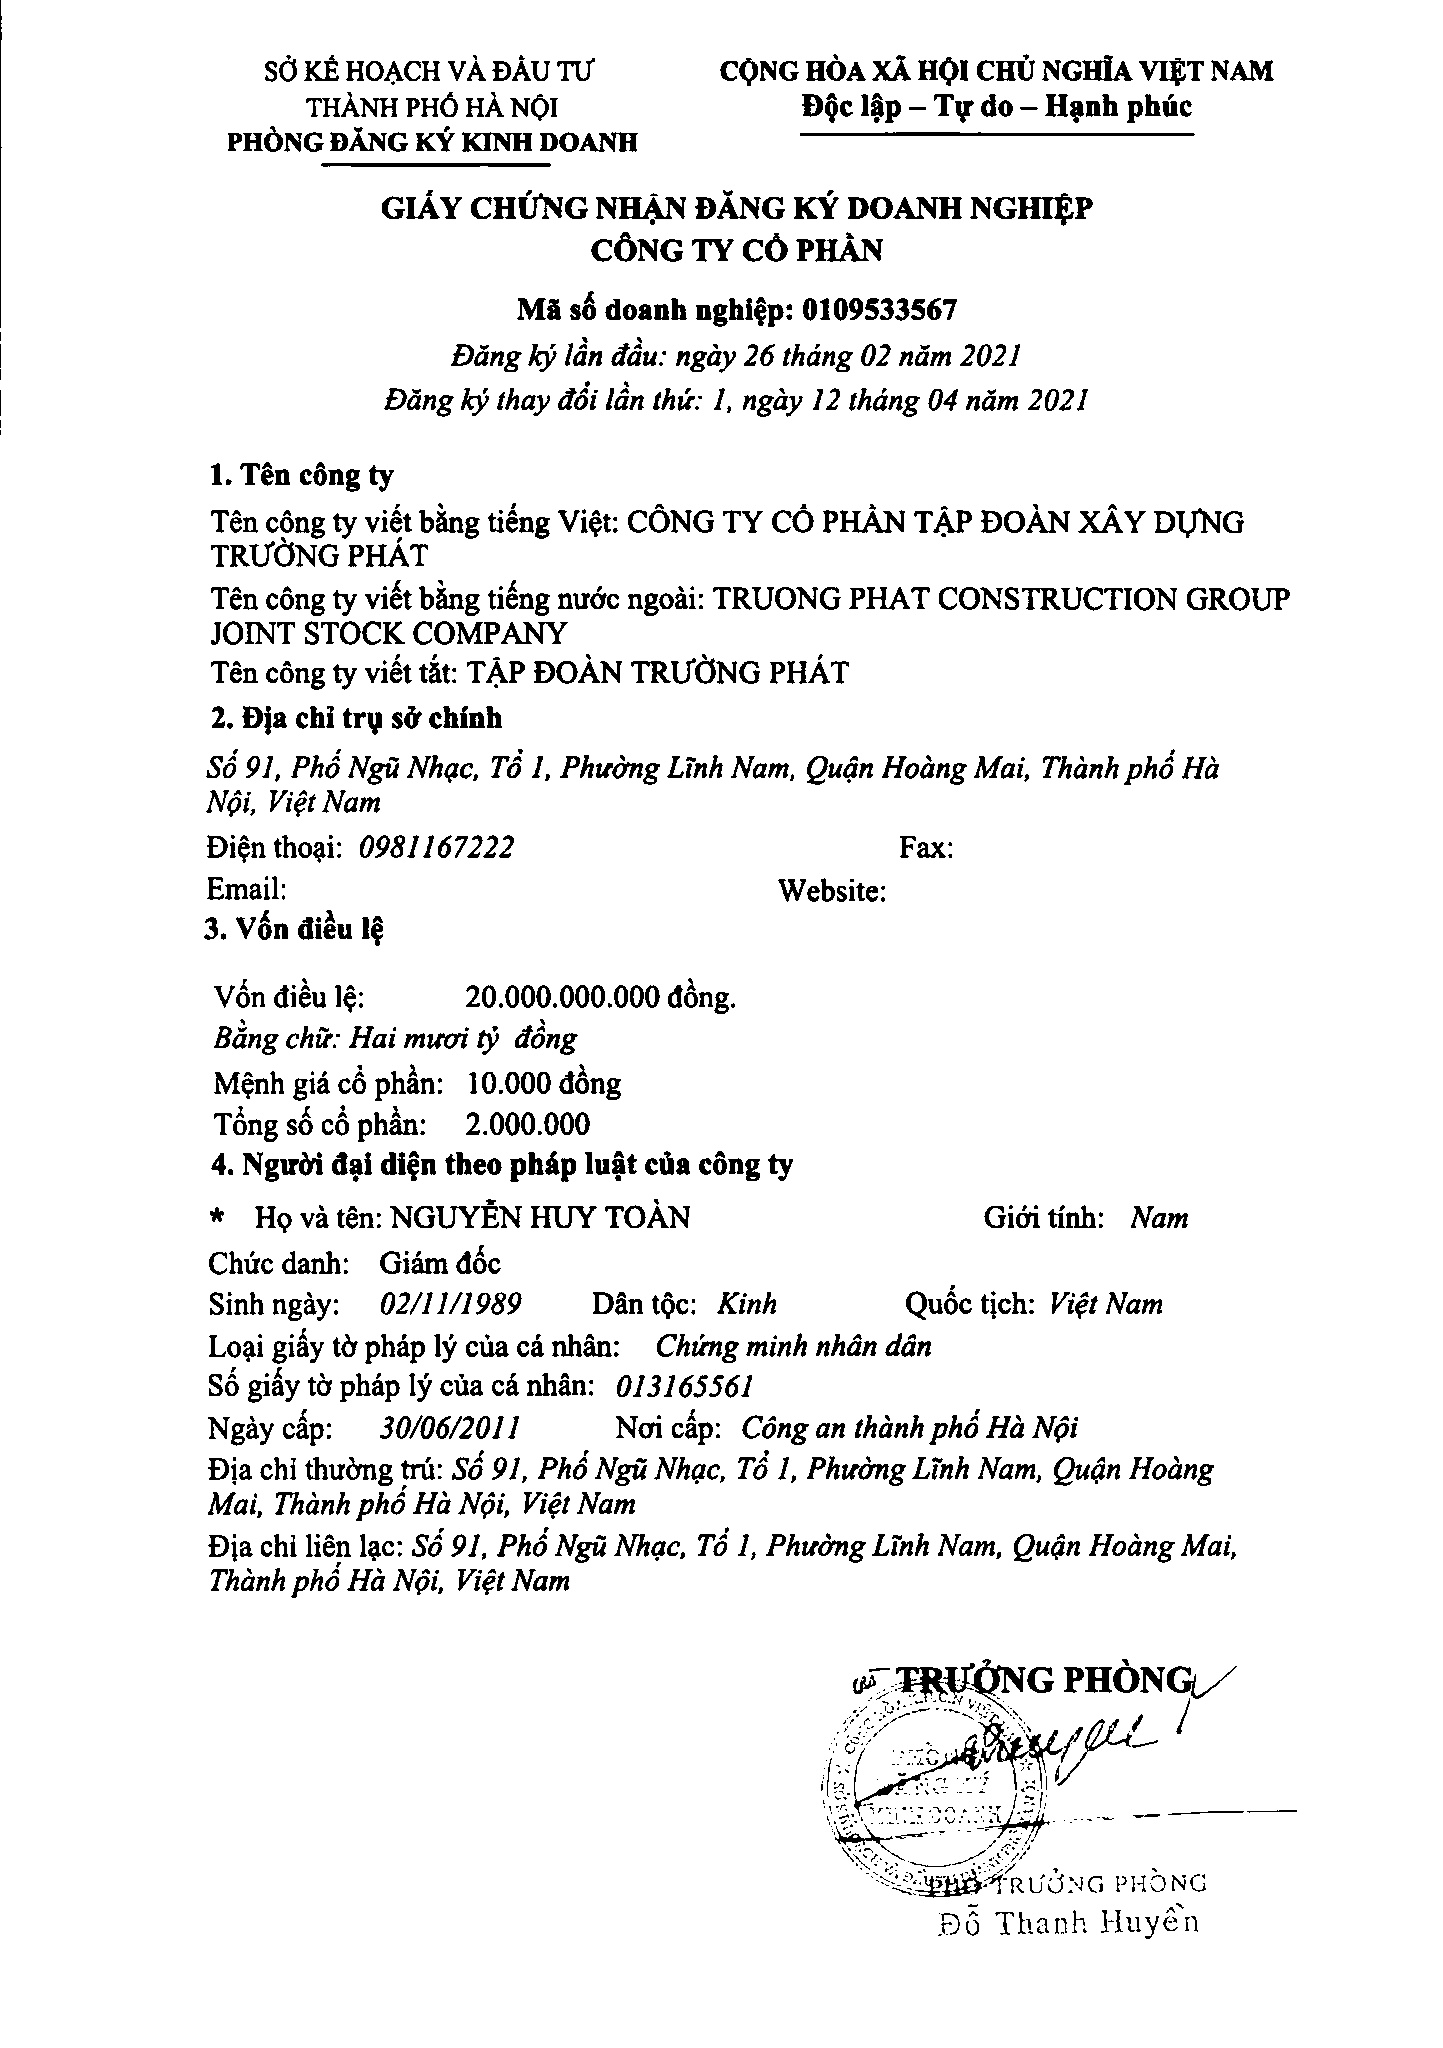 SỞ KẾ HOẠCH VÀ ĐẦU TƯ
THÀNH PHỐ HÀ NỘI
PHÒNG ĐĂNG KÝ KINH DOANH
CỘNG HÒA XÃ HỘI CHỦ NGHĨA VIỆT NAM
Độc lập – Tự do – Hạnh phúc
GIẤY CHỨNG NHẬN ĐĂNG KÝ DOANH NGHIỆP
CÔNG TY CỔ PHẦN
Mã số doanh nghiệp: 0109533567
Đăng ký lần đầu: ngày 26 tháng 02 năm 2021
Đăng ký thay đổi lần thứ: 1, ngày 12 tháng 04 năm 2021
1. Tên công ty
Tên công ty viết bằng tiếng Việt: CÔNG TY CỔ PHẦN TẬP ĐOÀN XÂY DỰNG
TRƯỜNG PHÁT
Tên công ty viết bằng tiếng nước ngoài: TRUONG PHAT CONSTRUCTION GROUP
JOINT STOCK COMPANY
Tên công ty viết tắt: TẬP ĐOÀN TRƯỜNG PHÁT
2. Địa chỉ trụ sở chính
Số 91, Phố Ngũ Nhạc, Tổ 1, Phường Lĩnh Nam, Quận Hoàng Mai, Thành phố Hà
Nội, Việt Nam
Điện thoại: 0981167222 Fax:
Email: Website:
3. Vốn điều lệ
Vốn điều lệ: 20.000.000.000 đồng.
Bằng chữ: Hai mươi tỷ đồng
Mệnh giá cổ phần: 10.000 đồng
Tổng số cổ phần: 2.000.000
4. Người đại diện theo pháp luật của công ty
* Họ và tên: NGUYỄN HUY TOÀN Giới tính: Nam
Chức danh: Giám đốc
Sinh ngày: 02/11/1989 Dân tộc: Kinh Quốc tịch: Việt Nam
Loại giấy tờ pháp lý của cá nhân: Chứng minh nhân dân
Số giấy tờ pháp lý của cá nhân: 013165561
Ngày cấp: 30/06/2011 Nơi cấp: Công an thành phố Hà Nội
Địa chỉ thường trú: Số 91, Phố Ngũ Nhạc, Tổ 1, Phường Lĩnh Nam, Quận Hoàng
Mai, Thành phố Hà Nội, Việt Nam
Địa chỉ liên lạc: Số 91, Phố Ngũ Nhạc, Tổ 1, Phường Lĩnh Nam, Quận Hoàng Mai,
Thành phố Hà Nội, Việt Nam
TRƯỞNG PHÒNG
PHÒNG
ĐĂNG KÝ
KINH DOANH
PHÓ TRƯỞNG PHÒNG
Đỗ Thanh Huyền